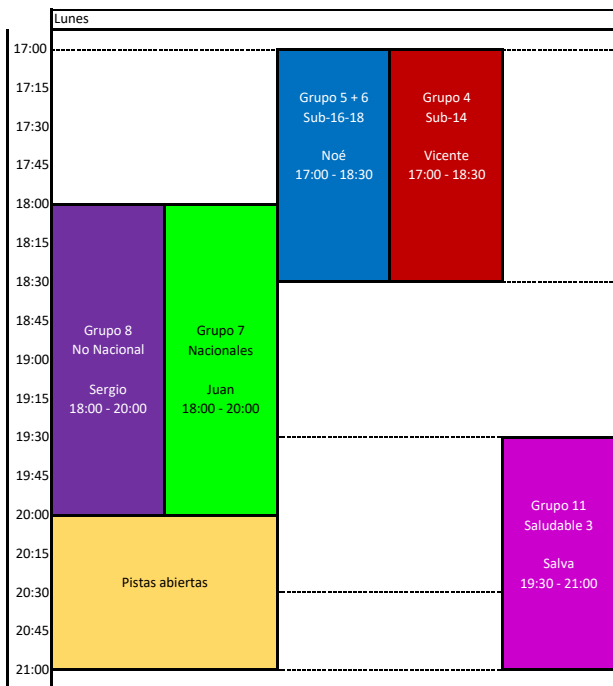 Lunes
17:00
17:15
17:30
17:45
18:00
18:15
18:30
18:45
19:00
19:15
19:30
19:45
20:00
20:15
20:30
20:45
21:00
Grupo 5 + 6
Sub-16-18
Noé
17:00 - 18:30
Grupo 4
Sub-14
Vicente
17:00 - 18:30
Grupo 8
No Nacional
Sergio
18:00 - 20:00
Grupo 7
Nacionales
Juan
18:00 - 20:00
Grupo 11
Saludable 3
Salva
19:30 - 21:00
Pistas abiertas